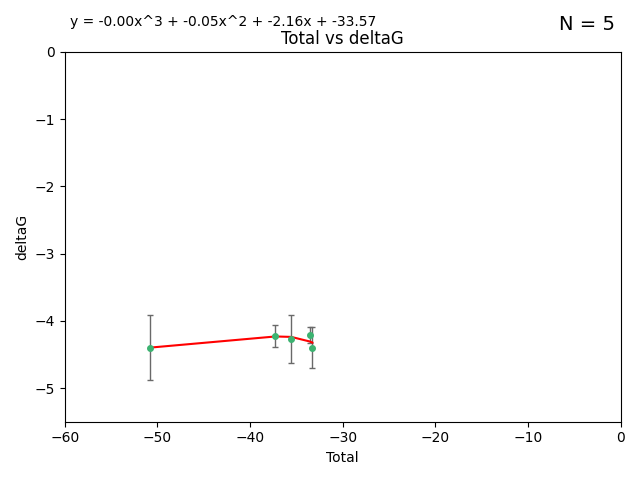 y = -0.00x^3 + -0.05x^2 + -2.16x + -33.57
N = 5
Total vs deltaG
0
−1
−2
−3
−4
−5
deltaG
−60
−50
−40
−30
−20
−10
0
Total